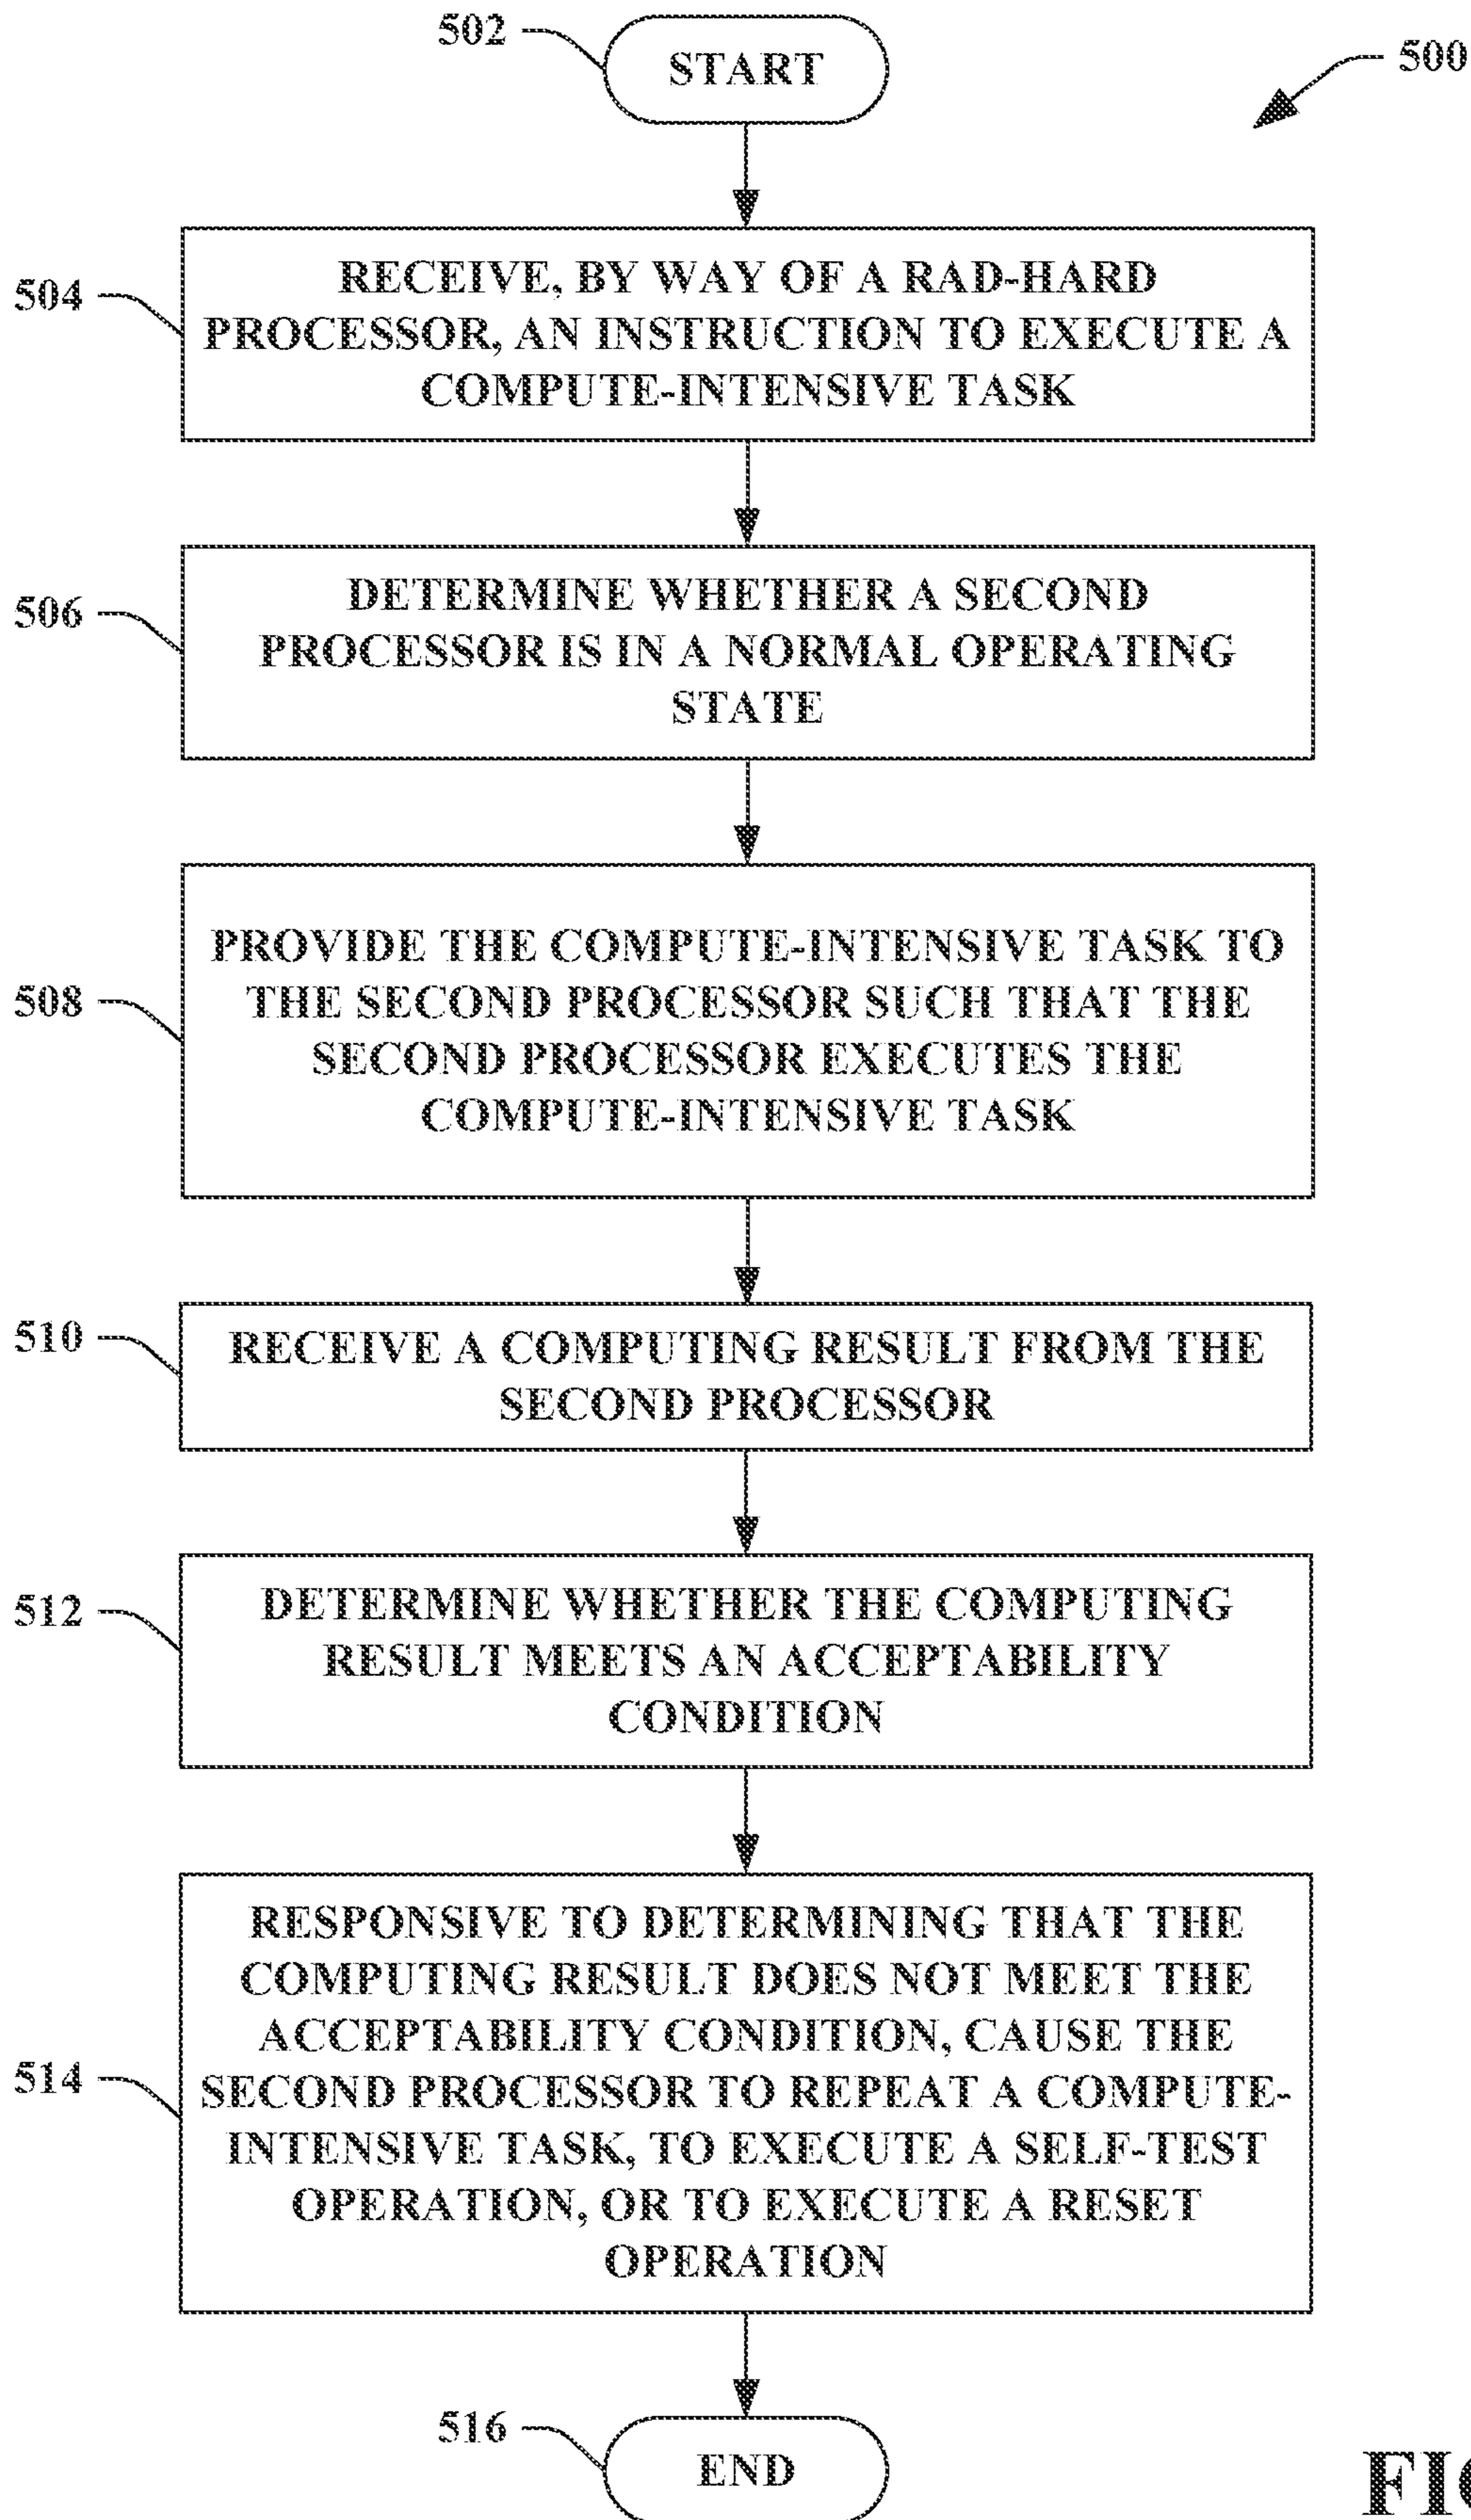 502
START
500
504
RECEIVE, BY WAY OF A RAD-HARD
PROCESSOR, AN INSTRUCTION TO EXECUTE A
COMPUTE-INTENSIVE TASK
506
DETERMINE WHETHER A SECOND
PROCESSOR IS IN A NORMAL OPERATING
STATE
508
PROVIDE THE COMPUTE-INTENSIVE TASK TO
THE SECOND PROCESSOR SUCH THAT THE
SECOND PROCESSOR EXECUTES THE
COMPUTE-INTENSIVE TASK
510
RECEIVE A COMPUTING RESULT FROM THE
SECOND PROCESSOR
512
DETERMINE WHETHER THE COMPUTING
RESULT MEETS AN ACCEPTABILITY
CONDITION
514
RESPONSIVE TO DETERMINING THAT THE
COMPUTING RESULT DOES NOT MEET THE
ACCEPTABILITY CONDITION, CAUSE THE
SECOND PROCESSOR TO REPEAT A COMPUTE-
INTENSIVE TASK, TO EXECUTE A SELF-TEST
OPERATION, OR TO EXECUTE A RESET
OPERATION
516
END